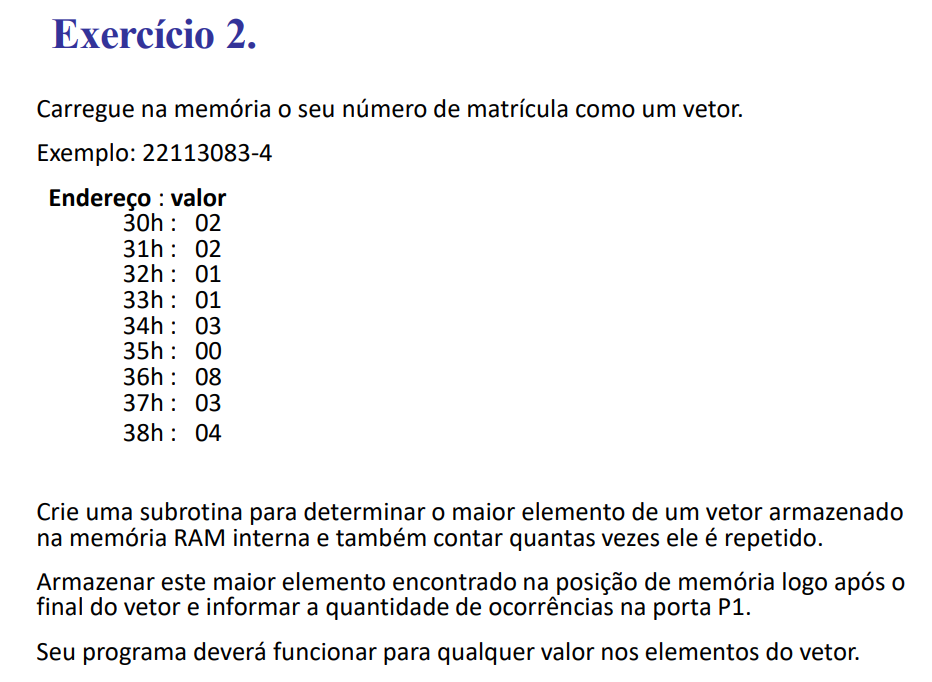 Exercício 2.
Carregue na memória o seu número de matrícula como um vetor.
Exemplo: 22113083-4
Endereço : valor
30h : 02
31h : 02
32h : 01
33h : 01
34h : 03
35h : 00
36h : 08
37h : 03
38h : 04
Crie uma subrotina para determinar o maior elemento de um vetor armazenado
na memória RAM interna e também contar quantas vezes ele é repetido.
Armazenar este maior elemento encontrado na posição de memória logo após o
final do vetor e informar a quantidade de ocorrências na porta P1.
Seu programa deverá funcionar para qualquer valor nos elementos do vetor.